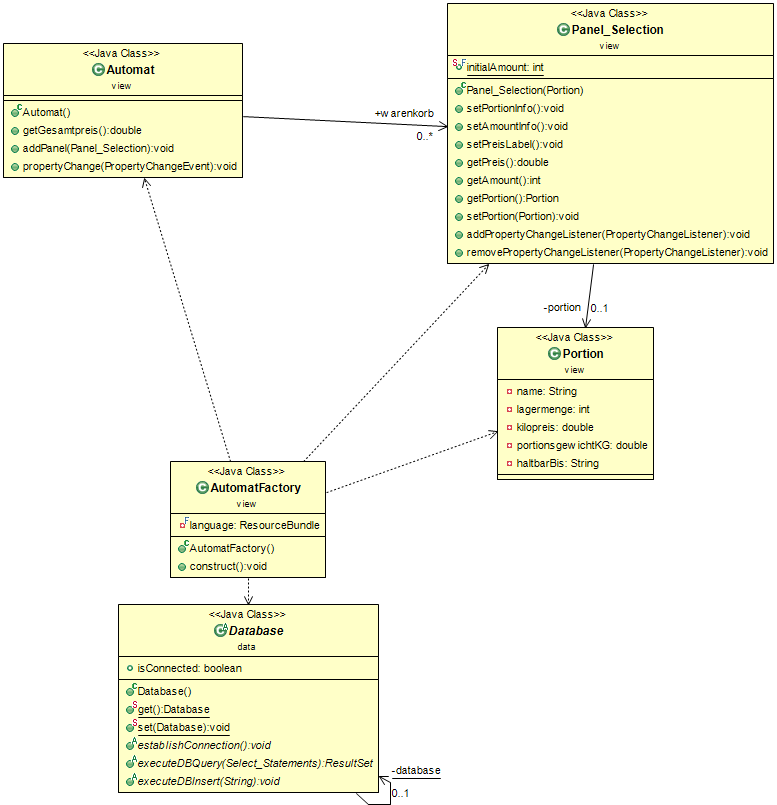 <<Java Class>>
Automat
view
Automat()
getGesamtpreis():double
addPanel(Panel_Selection):void
propertyChange(PropertyChangeEvent):void
+warenkorb
0..*
<<Java Class>>
Panel_Selection
view
initialAmount: int
Panel_Selection(Portion)
setPortionInfo():void
setAmountInfo():void
setPreisLabel():void
getPreis():double
getAmount():int
getPortion():Portion
setPortion(Portion):void
addPropertyChangeListener(PropertyChangeListener):void
removePropertyChangeListener(PropertyChangeListener):void
-portion
0..1
<<Java Class>>
Portion
view
name: String
lagermenge: int
kilopreis: double
portionsgewichtKG: double
haltbarBis: String
<<Java Class>>
AutomatFactory
view
language: ResourceBundle
AutomatFactory()
construct():void
<<Java Class>>
Database
data
isConnected: boolean
Database()
get():Database
set(Database):void
establishConnection():void
executeDBQuery(Select_Statements):ResultSet
executeDBInsert(String):void
-database
0..1